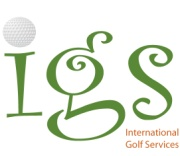 igs
International
Golf Services